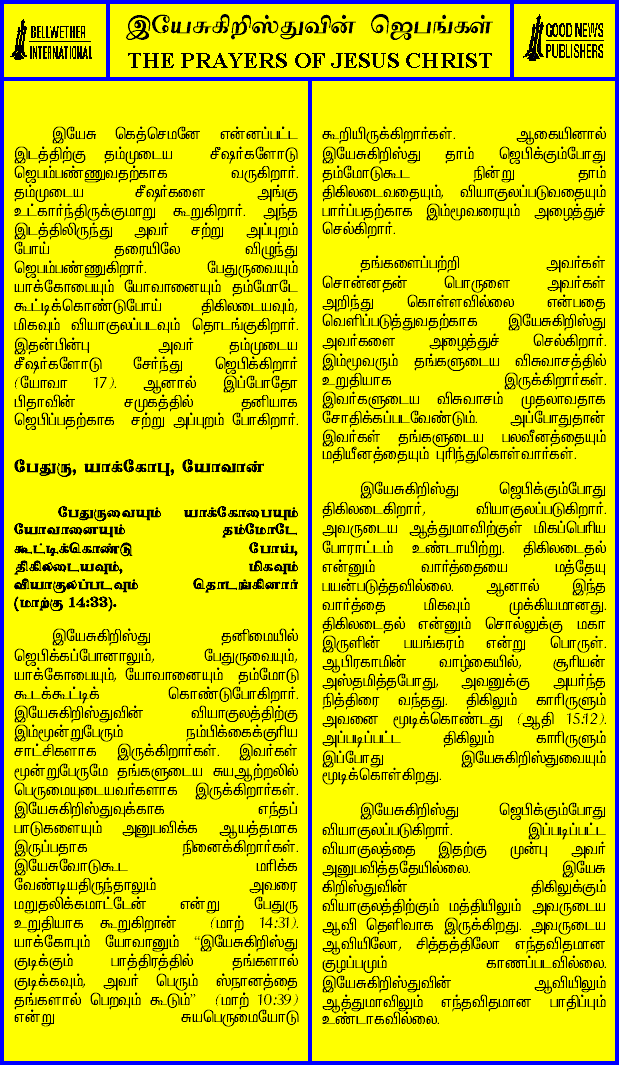 BELLWETHER
INTERNATIONAL
இயேசுகிறிஸ்துவின் ஜெபங்கள்
THE PRAYERS OF JESUS CHRIST
GOOD NEWS
PUBLISHERS
இயேசு கெத்செமனே என்னப்பட்ட
இடத்திற்கு தம்முடைய சீஷர்களோடு
ஜெபம்பண்ணுவதற்காக வருகிறார்.
தம்முடைய சீஷர்களை அங்கு
உட்கார்ந்திருக்குமாறு கூறுகிறார். அந்த
இடத்திலிருந்து அவர் சற்று அப்புறம்
போய் தரையிலே விழுந்து
ஜெபம்பண்ணுகிறார். பேதுருவையும்
யாக்கோபையும் யோவானையும் தம்மோடே
கூட்டிக்கொண்டுபோய் திகிலடையவும்,
மிகவும் வியாகுலப்படவும் தொடங்குகிறார்.
இதன்பின்பு அவர் தம்முடைய
சீஷர்களோடு சேர்ந்து ஜெபிக்கிறார்
(யோவா 17). ஆனால் இப்போதோ
பிதாவின் சமுகத்தில் தனியாக
ஜெபிப்பதற்காக சற்று அப்புறம் போகிறார்.
பேதுரு, யாக்கோபு, யோவான்
பேதுருவையும் யாக்கோபையும்
யோவானையும் தம்மோடே
கூட்டிக்கொண்டு போய்,
திகிலடையவும், மிகவும்
வியாகுலப்படவும் தொடங்கினார்
(மாற்கு 14:33).
இயேசுகிறிஸ்து தனிமையில்
ஜெபிக்கப்போனாலும், பேதுருவையும்,
யாக்கோபையும், யோவானையும் தம்மோடு
கூடக்கூட்டிக் கொண்டுபோகிறார்.
இயேசுகிறிஸ்துவின் வியாகுலத்திற்கு
இம்மூன்றுபேரும் நம்பிக்கைக்குரிய
சாட்சிகளாக இருக்கிறார்கள். இவர்கள்
மூன்றுபேருமே தங்களுடைய சுயஆற்றலில்
பெருமையுடையவர்களாக இருக்கிறார்கள்.
இயேசுகிறிஸ்துவுக்காக எந்தப்
பாடுகளையும் அனுபவிக்க ஆயத்தமாக
இருப்பதாக நினைக்கிறார்கள்.
இயேசுவோடுகூட மரிக்க
வேண்டியதிருந்தாலும் அவரை
மறுதலிக்கமாட்டேன் என்று பேதுரு
உறுதியாக கூறுகிறான் (மாற் 14:31).
யாக்கோபும் யோவானும் “இயேசுகிறிஸ்து
குடிக்கும் பாத்திரத்தில் தங்களால்
குடிக்கவும், அவர் பெரும் ஸ்நானத்தை
தங்களால் பெறவும் கூடும்” (மாற் 10:39)
என்று சுயபெருமையோடு
கூறியிருக்கிறார்கள். ஆகையினால்
இயேசுகிறிஸ்து தாம் ஜெபிக்கும்போது
தம்மோடுகூட நின்று தாம்
திகிலடைவதையும், வியாகுலப்படுவதையும்
பார்ப்பதற்காக இம்மூவரையும் அழைத்துச்
செல்கிறார்.
தங்களைப்பற்றி அவர்கள்
சொன்னதன் பொருளை அவர்கள்
அறிந்து கொள்ளவில்லை என்பதை
வெளிப்படுத்துவதற்காக இயேசுகிறிஸ்து
அவர்களை அழைத்துச் செல்கிறார்.
இம்மூவரும் தங்களுடைய விசுவாசத்தில்
உறுதியாக இருக்கிறார்கள்.
இவர்களுடைய விசுவாசம் முதலாவதாக
சோதிக்கப்படவேண்டும். அப்போதுதான்
இவர்கள் தங்களுடைய பலவீனத்தையும்
மதியீனத்தையும் புரிந்துகொள்வார்கள்.
இயேசுகிறிஸ்து ஜெபிக்கும்போது
திகிலடைகிறார், வியாகுலப்படுகிறார்.
அவருடைய ஆத்துமாவிற்குள் மிகப்பெரிய
போராட்டம் உண்டாயிற்று. திகிலடைதல்
என்னும் வார்த்தையை மத்தேயு
பயன்படுத்தவில்லை. ஆனால் இந்த
வார்த்தை மிகவும் முக்கியமானது.
திகிலடைதல் என்னும் சொல்லுக்கு மகா
இருளின் பயங்கரம் என்று பொருள்.
ஆபிரகாமின் வாழ்கையில், சூரியன்
அஸ்தமித்தபோது, அவனுக்கு அயர்ந்த
நித்திரை வந்தது. திகிலும் காரிருளும்
அவனை மூடிக்கொண்டது (ஆதி 15:12).
அப்படிப்பட்ட திகிலும் காரிருளும்
இப்போது இயேசுகிறிஸ்துவையும்
மூடிக்கொள்கிறது.
இயேசுகிறிஸ்து ஜெபிக்கும்போது
வியாகுலப்படுகிறார். இப்படிப்பட்ட
வியாகுலத்தை இதற்கு முன்பு அவர்
அனுபவித்ததேயில்லை. இயேசு
கிறிஸ்துவின் திகிலுக்கும்
வியாகுலத்திற்கும் மத்தியிலும் அவருடைய
ஆவி தெளிவாக இருக்கிறது. அவருடைய
ஆவியிலோ, சித்தத்திலோ எந்தவிதமான
குழப்பமும் காணப்படவில்லை.
இயேசுகிறிஸ்துவின் ஆவியிலும்
ஆத்துமாவிலும் எந்தவிதமான பாதிப்பும்
உண்டாகவில்லை.